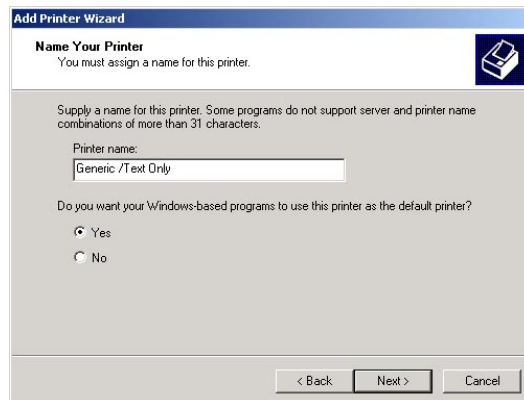 Add Printer Wizard
Name Your Printer
You must assign a name for this printer.
Supply a name for this printer. Some programs do not support server and printer name
combinations of more than 31 characters.
Printer name:
Generic /Text Only
Do you want your Windows-based programs to use this printer as the default printer?
Yes
No
< Back
Next >
Cancel